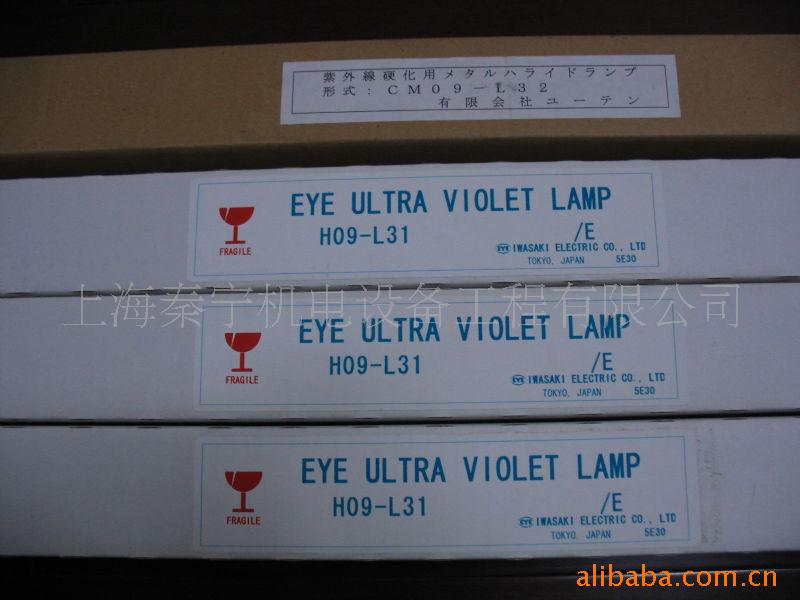 紫外線硬化用メタルハライドランプ
形式：CM09－L32
有限会社ユーテン
EYE ULTRA VIOLET LAMP
H09-L31 /E
FRAGILE
EYE IWASAKI ELECTRIC CO., LTD
TOKYO, JAPAN 5E30
上海秦宁机电设备工程有限公司
EYE ULTRA VIOLET LAMP
H09-L31 /E
FRAGILE
EYE IWASAKI ELECTRIC CO., LTD
TOKYO, JAPAN 5E30
EYE ULTRA VIOLET LAMP
H09-L31 /E
FRAGILE
EYE IWASAKI ELECTRIC CO., LTD
TOKYO, JAPAN 5E30
alibaba.com.cn